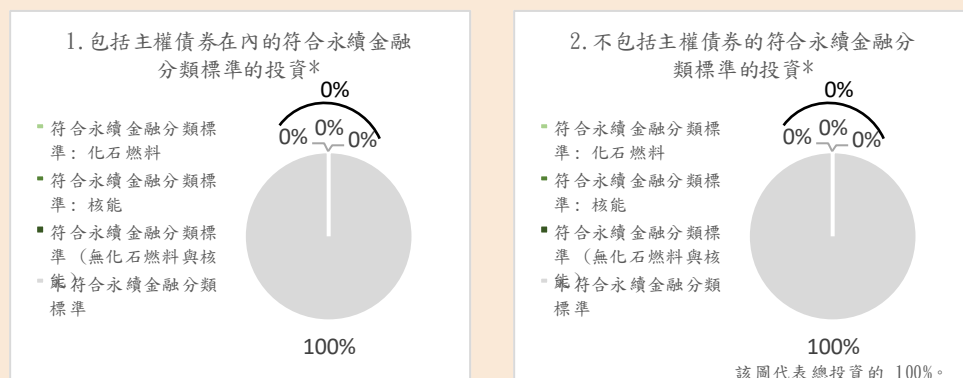 1.包括主權債券在內的符合永續金融
分類標準的投資*
0%
0%
0%
0%
符合永續金融分類標
準: 化石燃料
符合永續金融分類標
準: 核能
符合永續金融分類標
準 (無化石燃料與核
能)
未符合永續金融分類
標準
100%
2.不包括主權債券的符合永續金融分
類標準的投資*
0%
0%
0%
0%
符合永續金融分類標
準: 化石燃料
符合永續金融分類標
準: 核能
符合永續金融分類標
準 (無化石燃料與核
能)
未符合永續金融分類
標準
100%
該圖代表總投資的 100%。